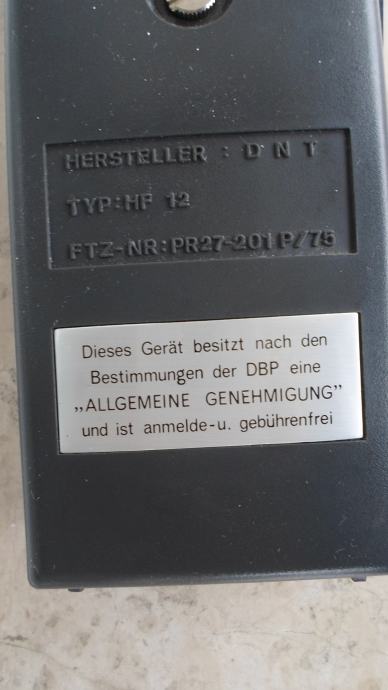 HERSTELLER : D N T
TYP:HF 12
FTZ-NR:PR27-201P/75
Dieses Gerät besitzt nach den
Bestimmungen der DBP eine
„ALLGEMEINE GENEHMIGUNG”
und ist anmelde-u. gebührenfrei